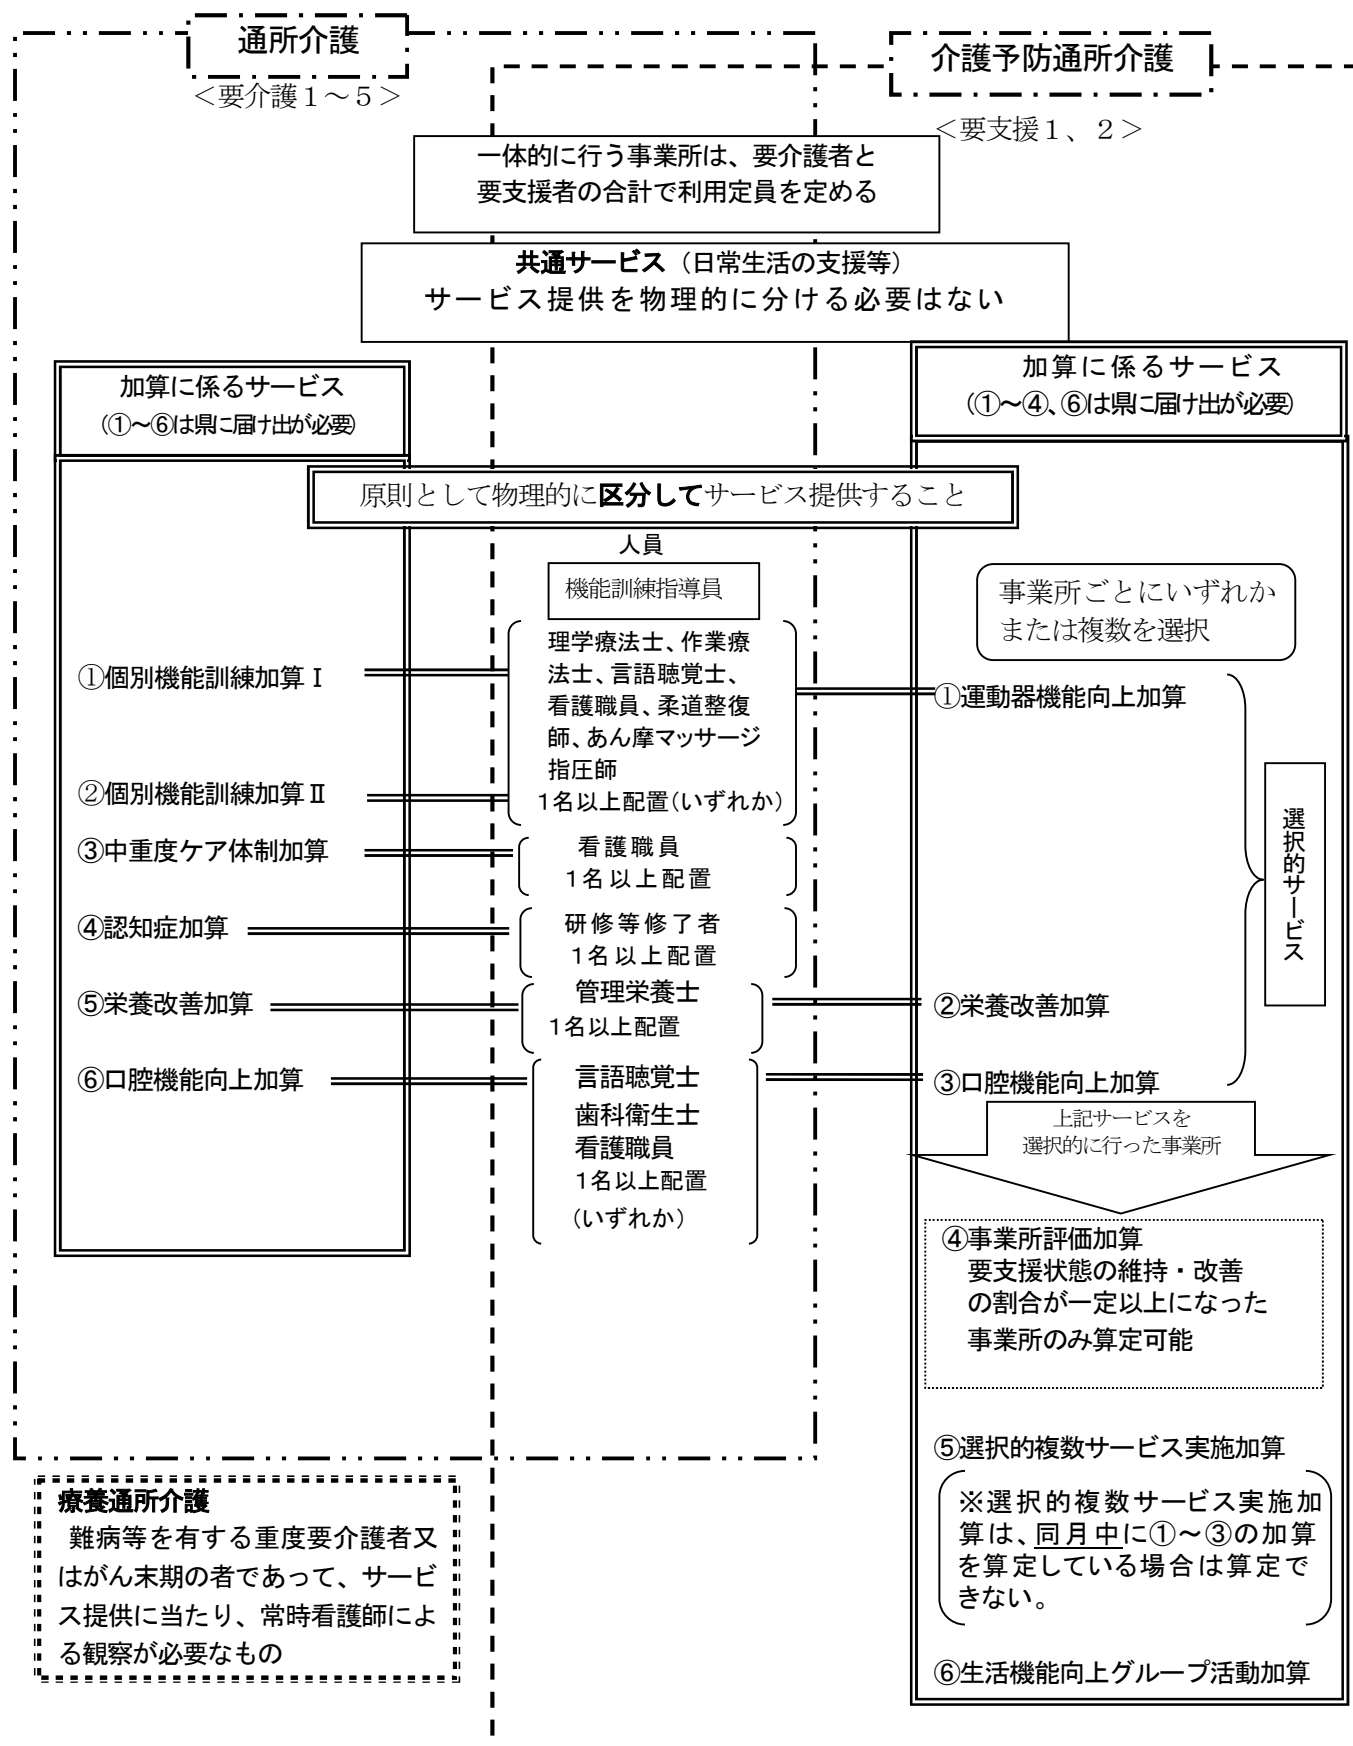 通所介護
＜要介護１～５＞
介護予防通所介護
＜要支援１、２＞
一体的に行う事業所は、要介護者と
要支援者の合計で利用定員を定める
共通サービス（日常生活の支援等）
サービス提供を物理的に分ける必要はない
加算に係るサービス
（①～⑥は県に届け出が必要）
加算に係るサービス
（①～④、⑥は県に届け出が必要）
原則として物理的に区分してサービス提供すること
人員
機能訓練指導員
理学療法士、作業療
法士、言語聴覚士、
看護職員、柔道整復
師、あん摩マッサージ
指圧師
１名以上配置（いずれか）
事業所ごとにいずれか
または複数を選択
①個別機能訓練加算Ⅰ
②個別機能訓練加算Ⅱ
③中重度ケア体制加算
④認知症加算
⑤栄養改善加算
⑥口腔機能向上加算
看護職員
１名以上配置
研修等修了者
１名以上配置
管理栄養士
１名以上配置
言語聴覚士
歯科衛生士
看護職員
１名以上配置
（いずれか）
①運動器機能向上加算
選択的サービス
②栄養改善加算
③口腔機能向上加算
上記サービスを
選択的に行った事業所
④事業所評価加算
要支援状態の維持・改善
の割合が一定以上になった
事業所のみ算定可能
⑤選択的複数サービス実施加算
※選択的複数サービス実施加
算は、同月中に①～③の加算
を算定している場合は算定で
きない。
⑥生活機能向上グループ活動加算
療養通所介護
難病等を有する重度要介護者又
はがん末期の者であって、サービ
ス提供に当たり、常時看護師によ
る観察が必要なもの